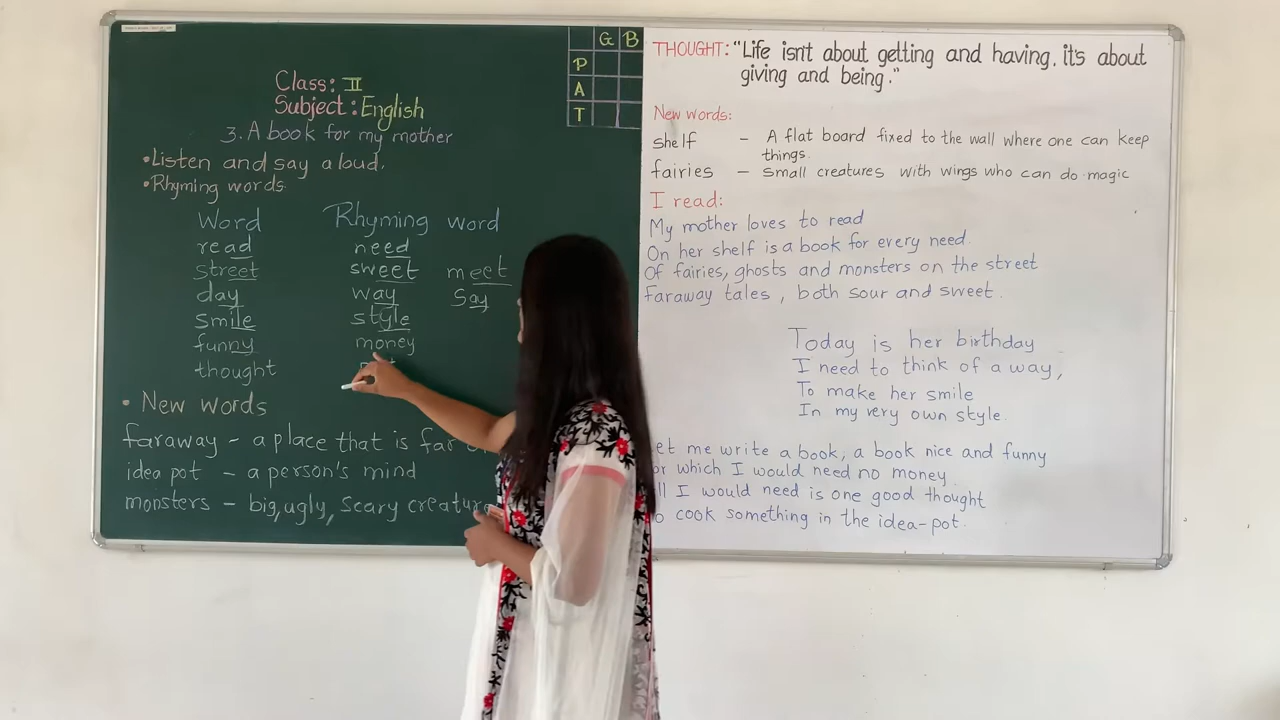 G B
P
A
T
Class: II
Subject: English
3. A book for my mother
•Listen and say aloud.
•Rhyming words.
Word Rhyming word
read need
street sweet meet
day way say
smile style
funny money
thought
• New words
faraway - a place that is far
idea pot - a person's mind
monsters - big, ugly, scary creature
THOUGHT: "Life isn't about getting and having, it's about
giving and being."
New words:
shelf - A flat board fixed to the wall where one can keep
things.
fairies - small creatures with wings who can do magic
I read:
My mother loves to read
On her shelf is a book for every need.
Of fairies, ghosts and monsters on the street
faraway tales, both sour and sweet.
Today is her birthday
I need to think of a way,
To make her smile
In my very own style.
me write a book, a book nice and funny
which I would need no money.
I would need is one good thought
cook something in the idea-pot.